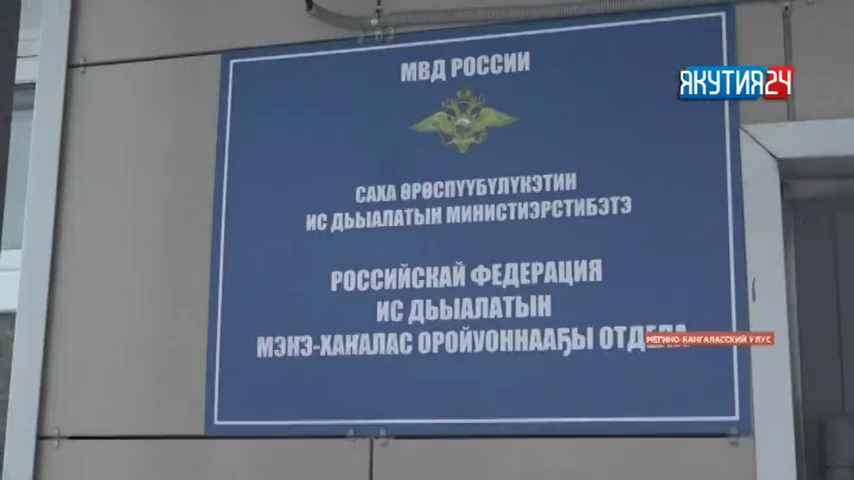 МВД РОССИИ
ЯКУТИЯ24
САХА ӨРӨСПҮҮБҮЛҮКЭТИН
ИС ДЬЫАЛАТЫН МИНИСТИЭРСТИБЭТЭ
РОССИЙСКАЙ ФЕДЕРАЦИЯ
ИС ДЬЫАЛАТЫН
МЭҤЭ-ХАҤАЛАС ОРОЙУОННААҔЫ ОТДЕЛА
МЕГИНО-КАНГАЛАССКИЙ УЛУС